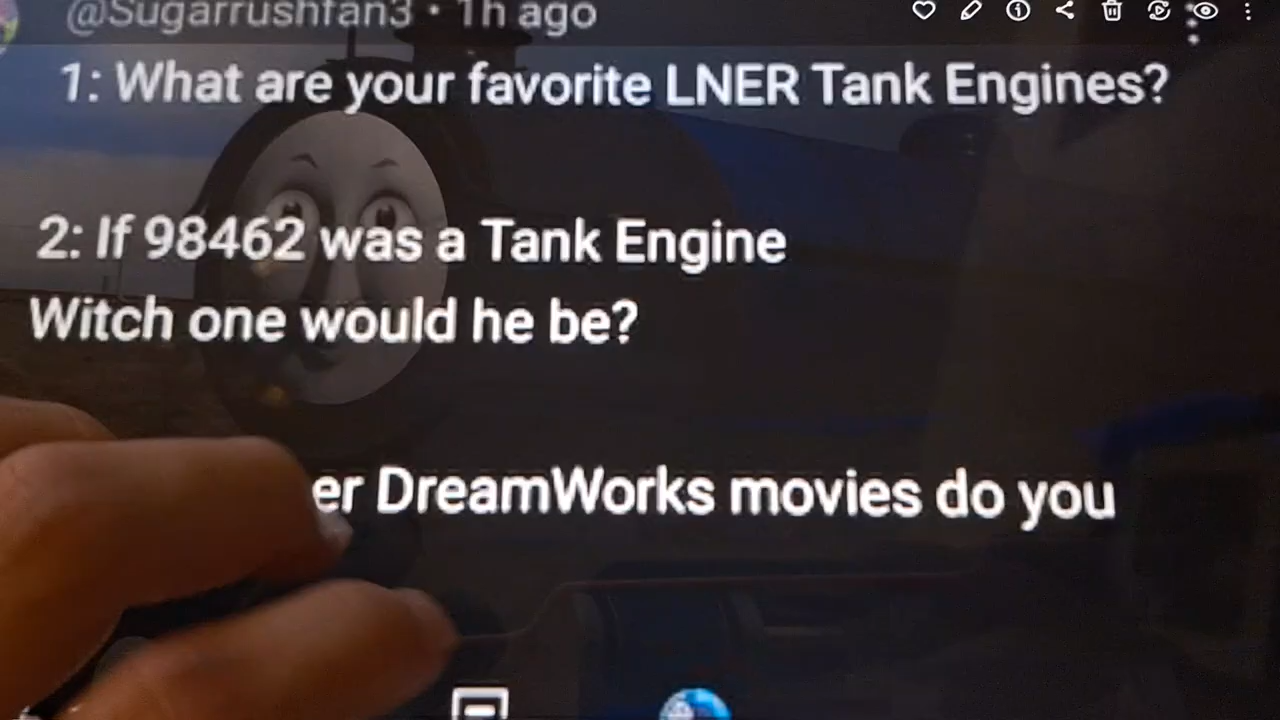 @Sugarrushfan3 • 1h ago
1: What are your favorite LNER Tank Engines?
2: If 98462 was a Tank Engine
Witch one would he be?
er DreamWorks movies do you